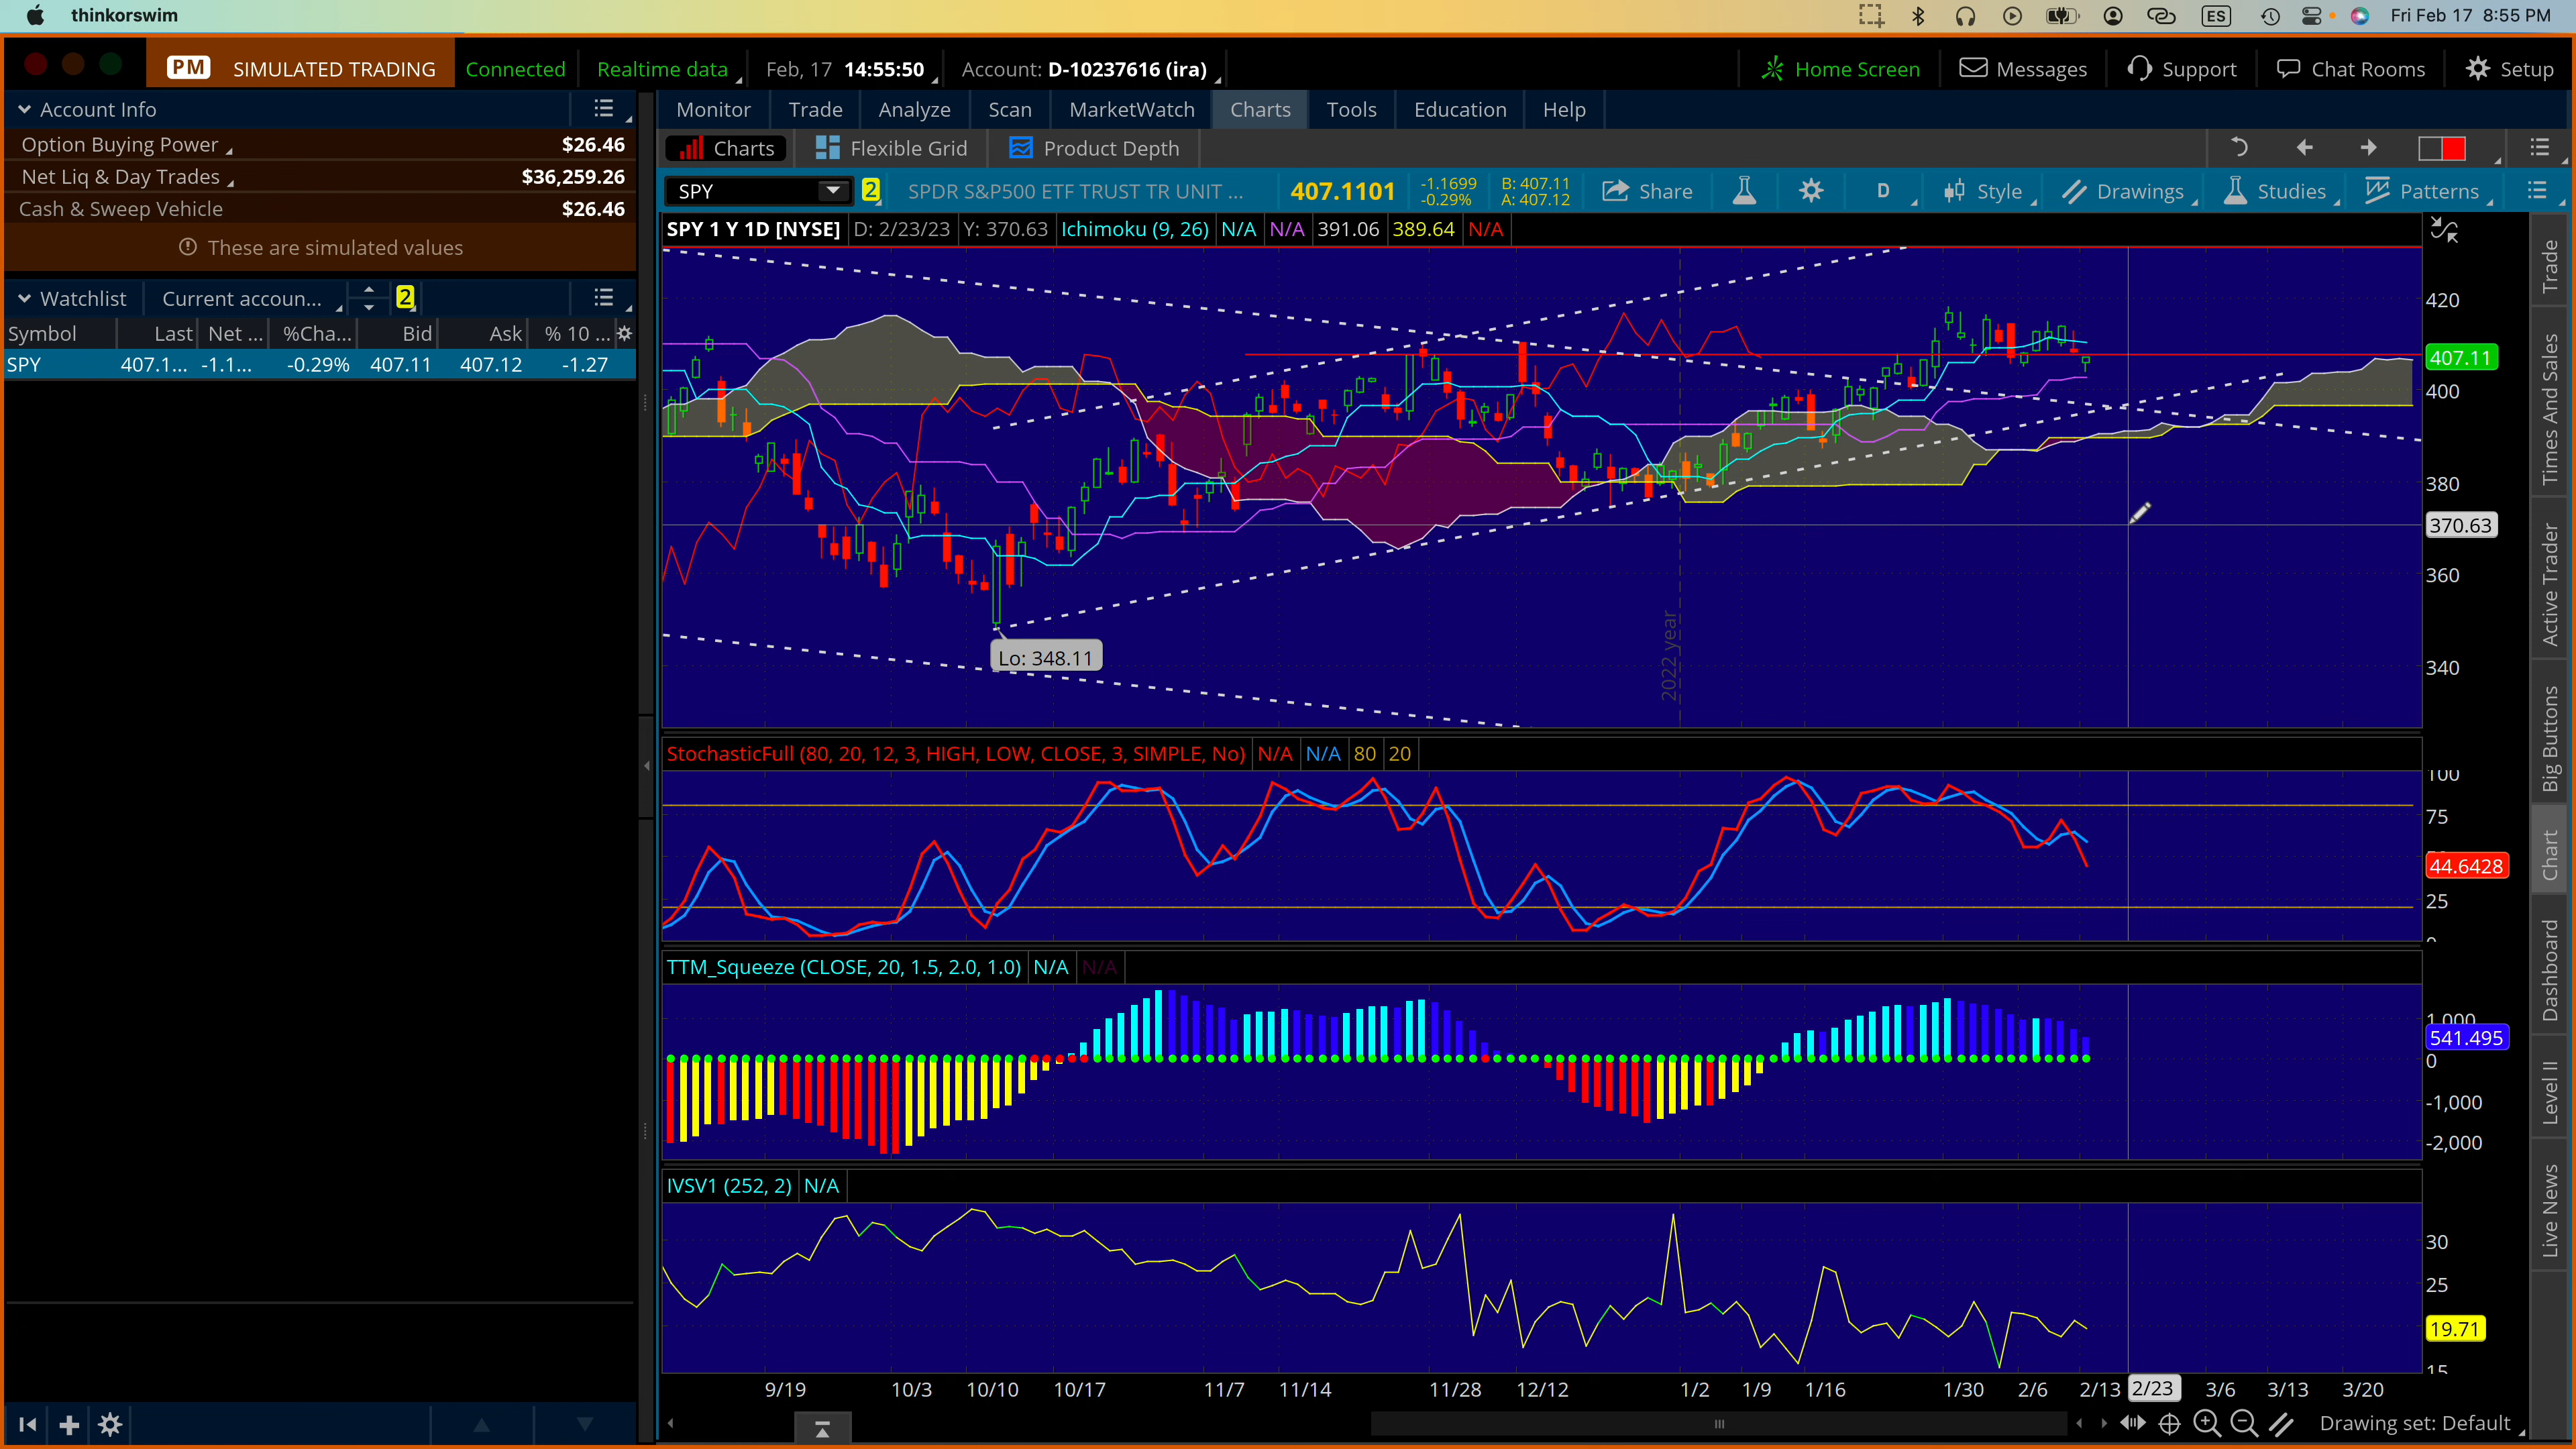 thinkorswim
ES
Fri Feb 17 8:55 PM
PM SIMULATED TRADING Connected Realtime data Feb, 17 14:55:50 Account: D-10237616 (ira) Home Screen Messages Support Chat Rooms Setup
Account Info
Option Buying Power $26.46
Net Liq & Day Trades $36,259.26
Cash & Sweep Vehicle $26.46
These are simulated values
Watchlist Current accoun... 2
Symbol Last Net ... %Cha... Bid Ask % 10 ...
SPY 407.1... -1.1... -0.29% 407.11 407.12 -1.27
Monitor Trade Analyze Scan MarketWatch Charts Tools Education Help
Charts Flexible Grid Product Depth
SPY 2 SPDR S&P500 ETF TRUST TR UNIT ... 407.1101 -1.1699 -0.29% B: 407.11 A: 407.12 Share D Style Drawings Studies Patterns
SPY 1 Y 1D [NYSE] D: 2/23/23 Y: 370.63 Ichimoku (9, 26) N/A N/A 391.06 389.64 N/A
420
407.11
400
380
370.63
360
340
Lo: 348.11
2022 year
StochasticFull (80, 20, 12, 3, HIGH, LOW, CLOSE, 3, SIMPLE, No) N/A N/A 80 20
100
75
44.6428
25
0
TTM_Squeeze (CLOSE, 20, 1.5, 2.0, 1.0) N/A N/A
1,000
541.495
0
-1,000
-2,000
IVSV1 (252, 2) N/A
30
25
19.71
15
9/19 10/3 10/10 10/17 11/7 11/14 11/28 12/12 1/2 1/9 1/16 1/30 2/6 2/13 2/23 3/6 3/13 3/20
Drawing set: Default
Trade
Times And Sales
Active Trader
Big Buttons
Chart
Dashboard
Level II
Live News